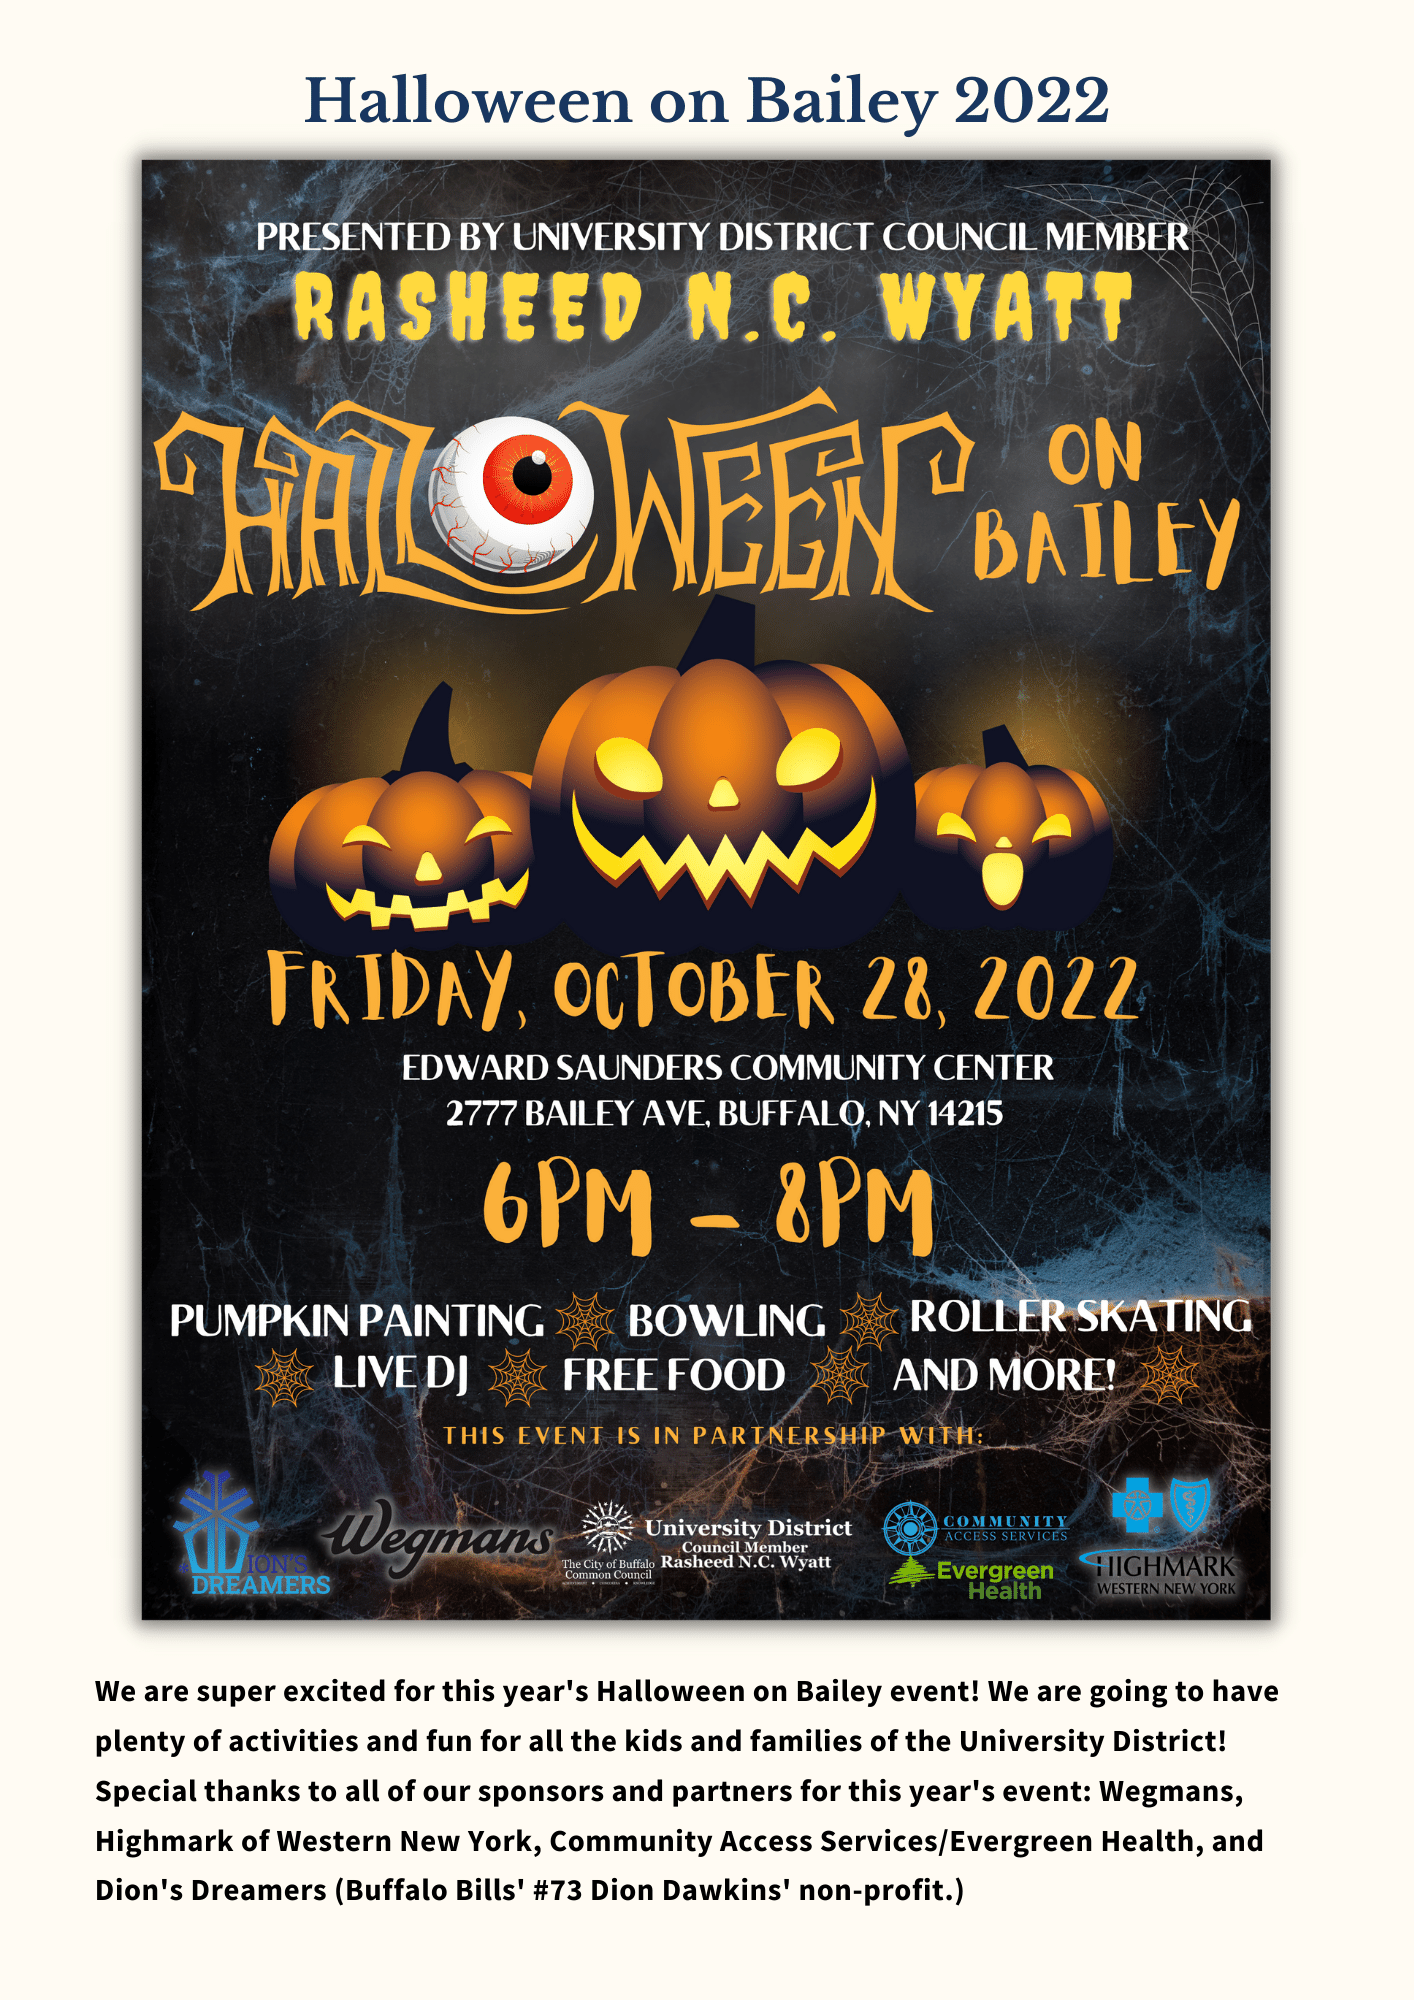 Halloween on Bailey 2022
PRESENTED BY UNIVERSITY DISTRICT COUNCIL MEMBER
RASHEED N.C. WYATT
HALLOWEEN ON
BAILEY
FRIDAY, OCTOBER 28, 2022
EDWARD SAUNDERS COMMUNITY CENTER
2777 BAILEY AVE, BUFFALO, NY 14215
6PM – 8PM
PUMPKIN PAINTING BOWLING ROLLER SKATING
LIVE DJ FREE FOOD AND MORE!
THIS EVENT IS IN PARTNERSHIP WITH:
DION'S
DREAMERS
Wegmans
The City of Buffalo
Common Council
University District
Council Member
Rasheed N.C. Wyatt
COMMUNITY
ACCESS SERVICES
Evergreen
Health
HIGHMARK
WESTERN NEW YORK
We are super excited for this year's Halloween on Bailey event! We are going to have
plenty of activities and fun for all the kids and families of the University District!
Special thanks to all of our sponsors and partners for this year's event: Wegmans,
Highmark of Western New York, Community Access Services/Evergreen Health, and
Dion's Dreamers (Buffalo Bills' #73 Dion Dawkins' non-profit.)